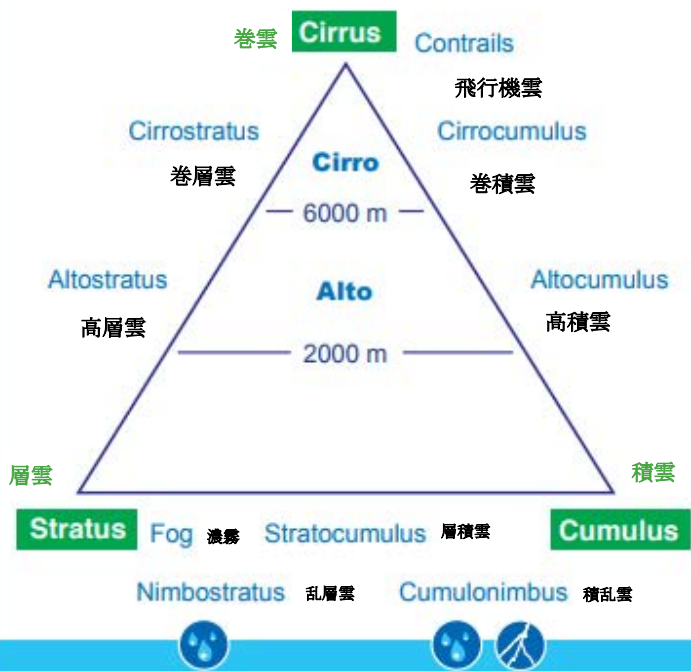 巻雲 Cirrus Contrails
飛行機雲
Cirrostratus Cirrocumulus
巻層雲 Cirro 巻積雲
6000 m
Altostratus Alto Altocumulus
高層雲 高積雲
2000 m
層雲 積雲
Stratus Fog 濃霧 Stratocumulus 層積雲 Cumulus
Nimbostratus 乱層雲 Cumulonimbus 積乱雲